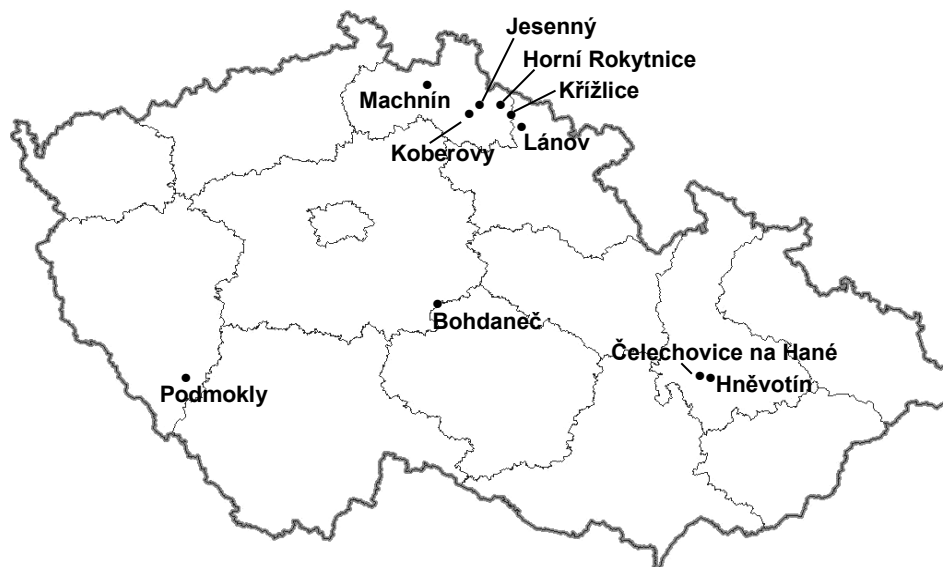 Jesenný
Horní Rokytnice
Křížlice
Machnín
Lánov
Koberovy
Bohdaneč
Čelechovice na Hané
Hněvotín
Podmokly